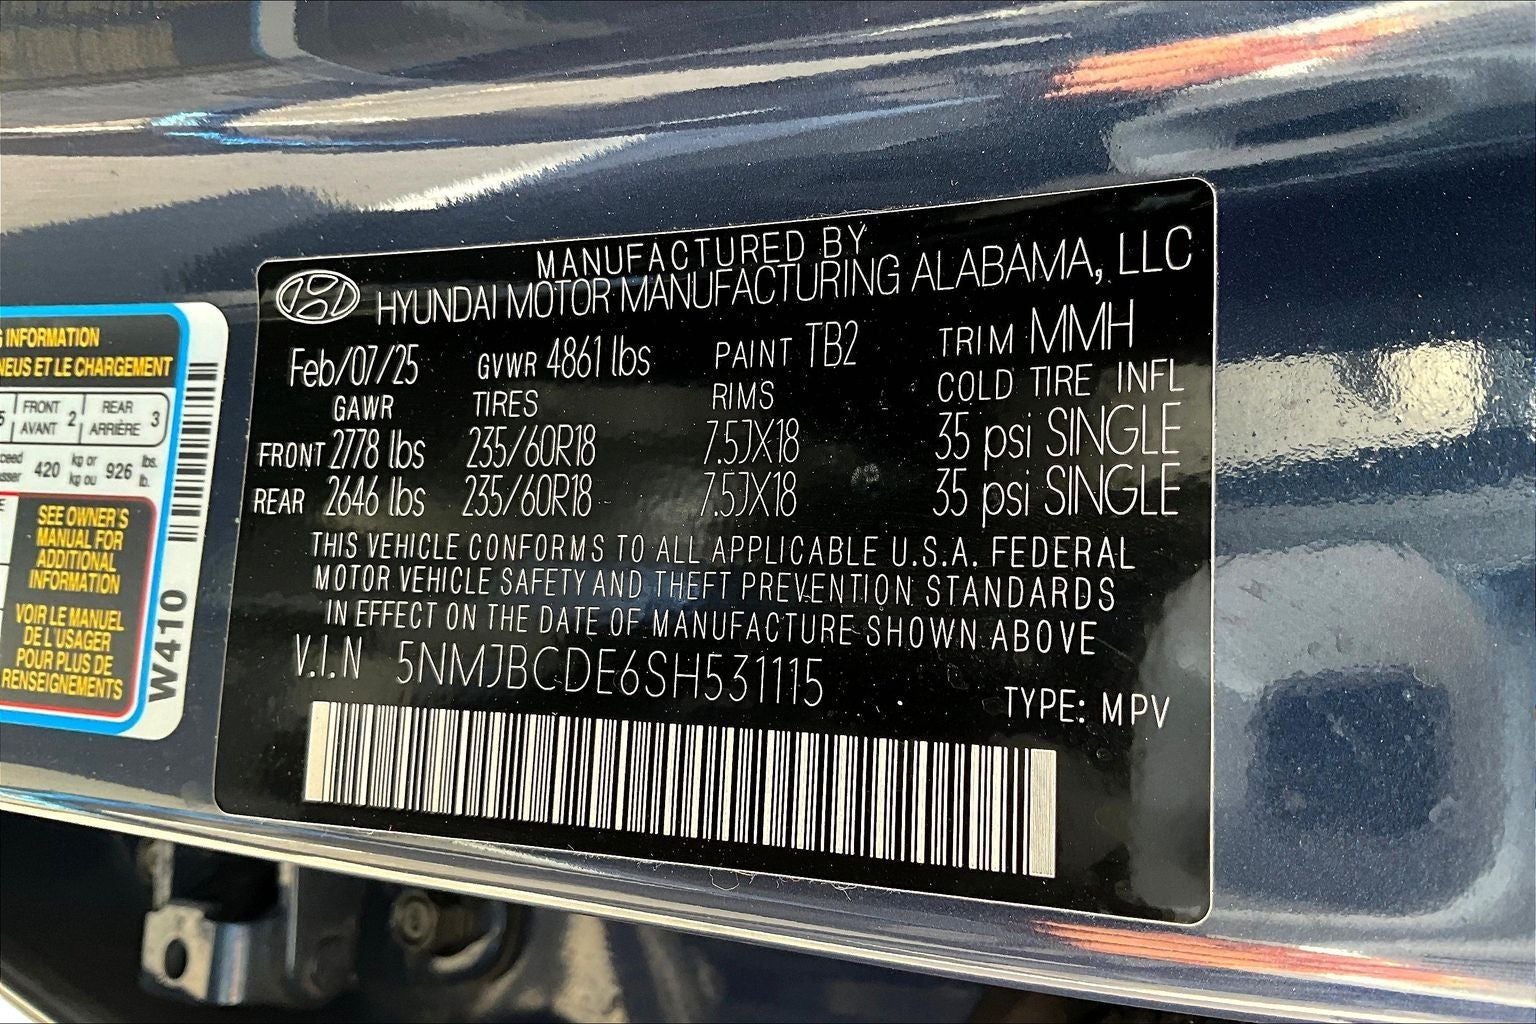 MANUFACTURED BY
HYUNDAI MOTOR MANUFACTURING ALABAMA, LLC
Feb/07/25 GVWR 4861 lbs PAINT TB2 TRIM MMH
GAWR TIRES RIMS COLD TIRE INFL
FRONT 2778 lbs 235/60R18 7.5JX18 35 psi SINGLE
REAR 2646 lbs 235/60R18 7.5JX18 35 psi SINGLE
THIS VEHICLE CONFORMS TO ALL APPLICABLE U.S.A. FEDERAL
MOTOR VEHICLE SAFETY AND THEFT PREVENTION STANDARDS
IN EFFECT ON THE DATE OF MANUFACTURE SHOWN ABOVE
V.I.N 5NMJBCDE6SH531115
TYPE: MPV
INFORMATION
ET LE CHARGEMENT
FRONT 2 REAR 3
AVANT ARRIÈRE
420 kg or 926 lbs.
kg ou lb.
SEE OWNER'S
MANUAL FOR
ADDITIONAL
INFORMATION
VOIR LE MANUEL
DE L'USAGER
POUR PLUS DE
RENSEIGNEMENTS
W410